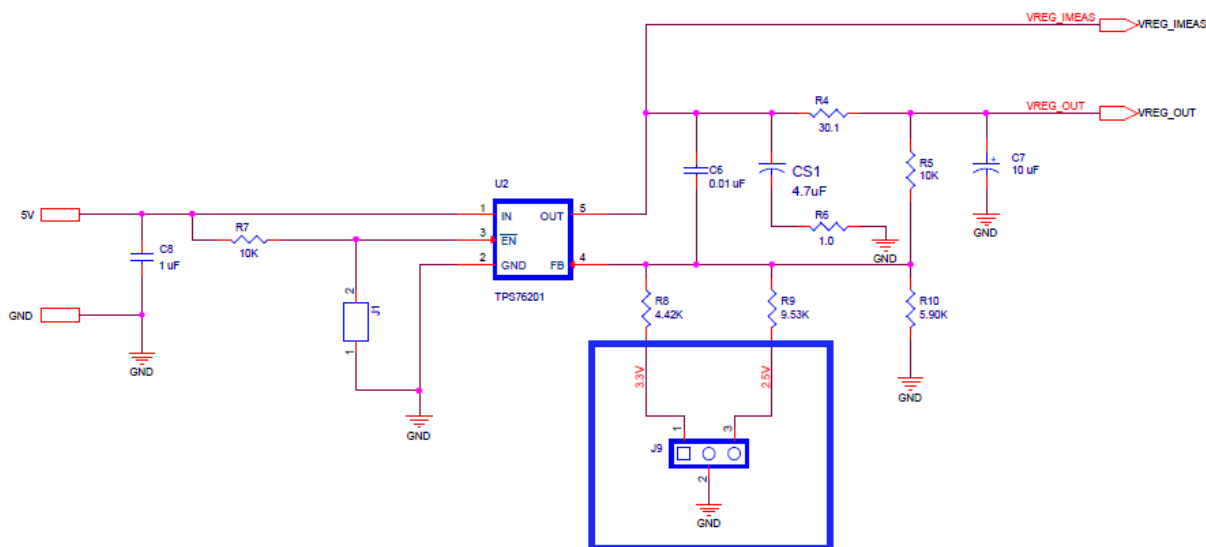 VREG_IMEAS VREG_IMEAS
R4
30.1
VREG_OUT VREG_OUT
C6
0.01 uF
CS1
4.7uF
R5
10K
C7
+
10 uF
GND
R6
1.0
GND
U2
5V
1 IN OUT 5
R7
10K
3 EN
2 GND FB 4
TPS76201
C8
1 uF
GND
GND
2
J1
1
GND
R8
4.42K
R9
9.53K
R10
5.90K
GND
3.3V
2.5V
1
3
J9
2
GND